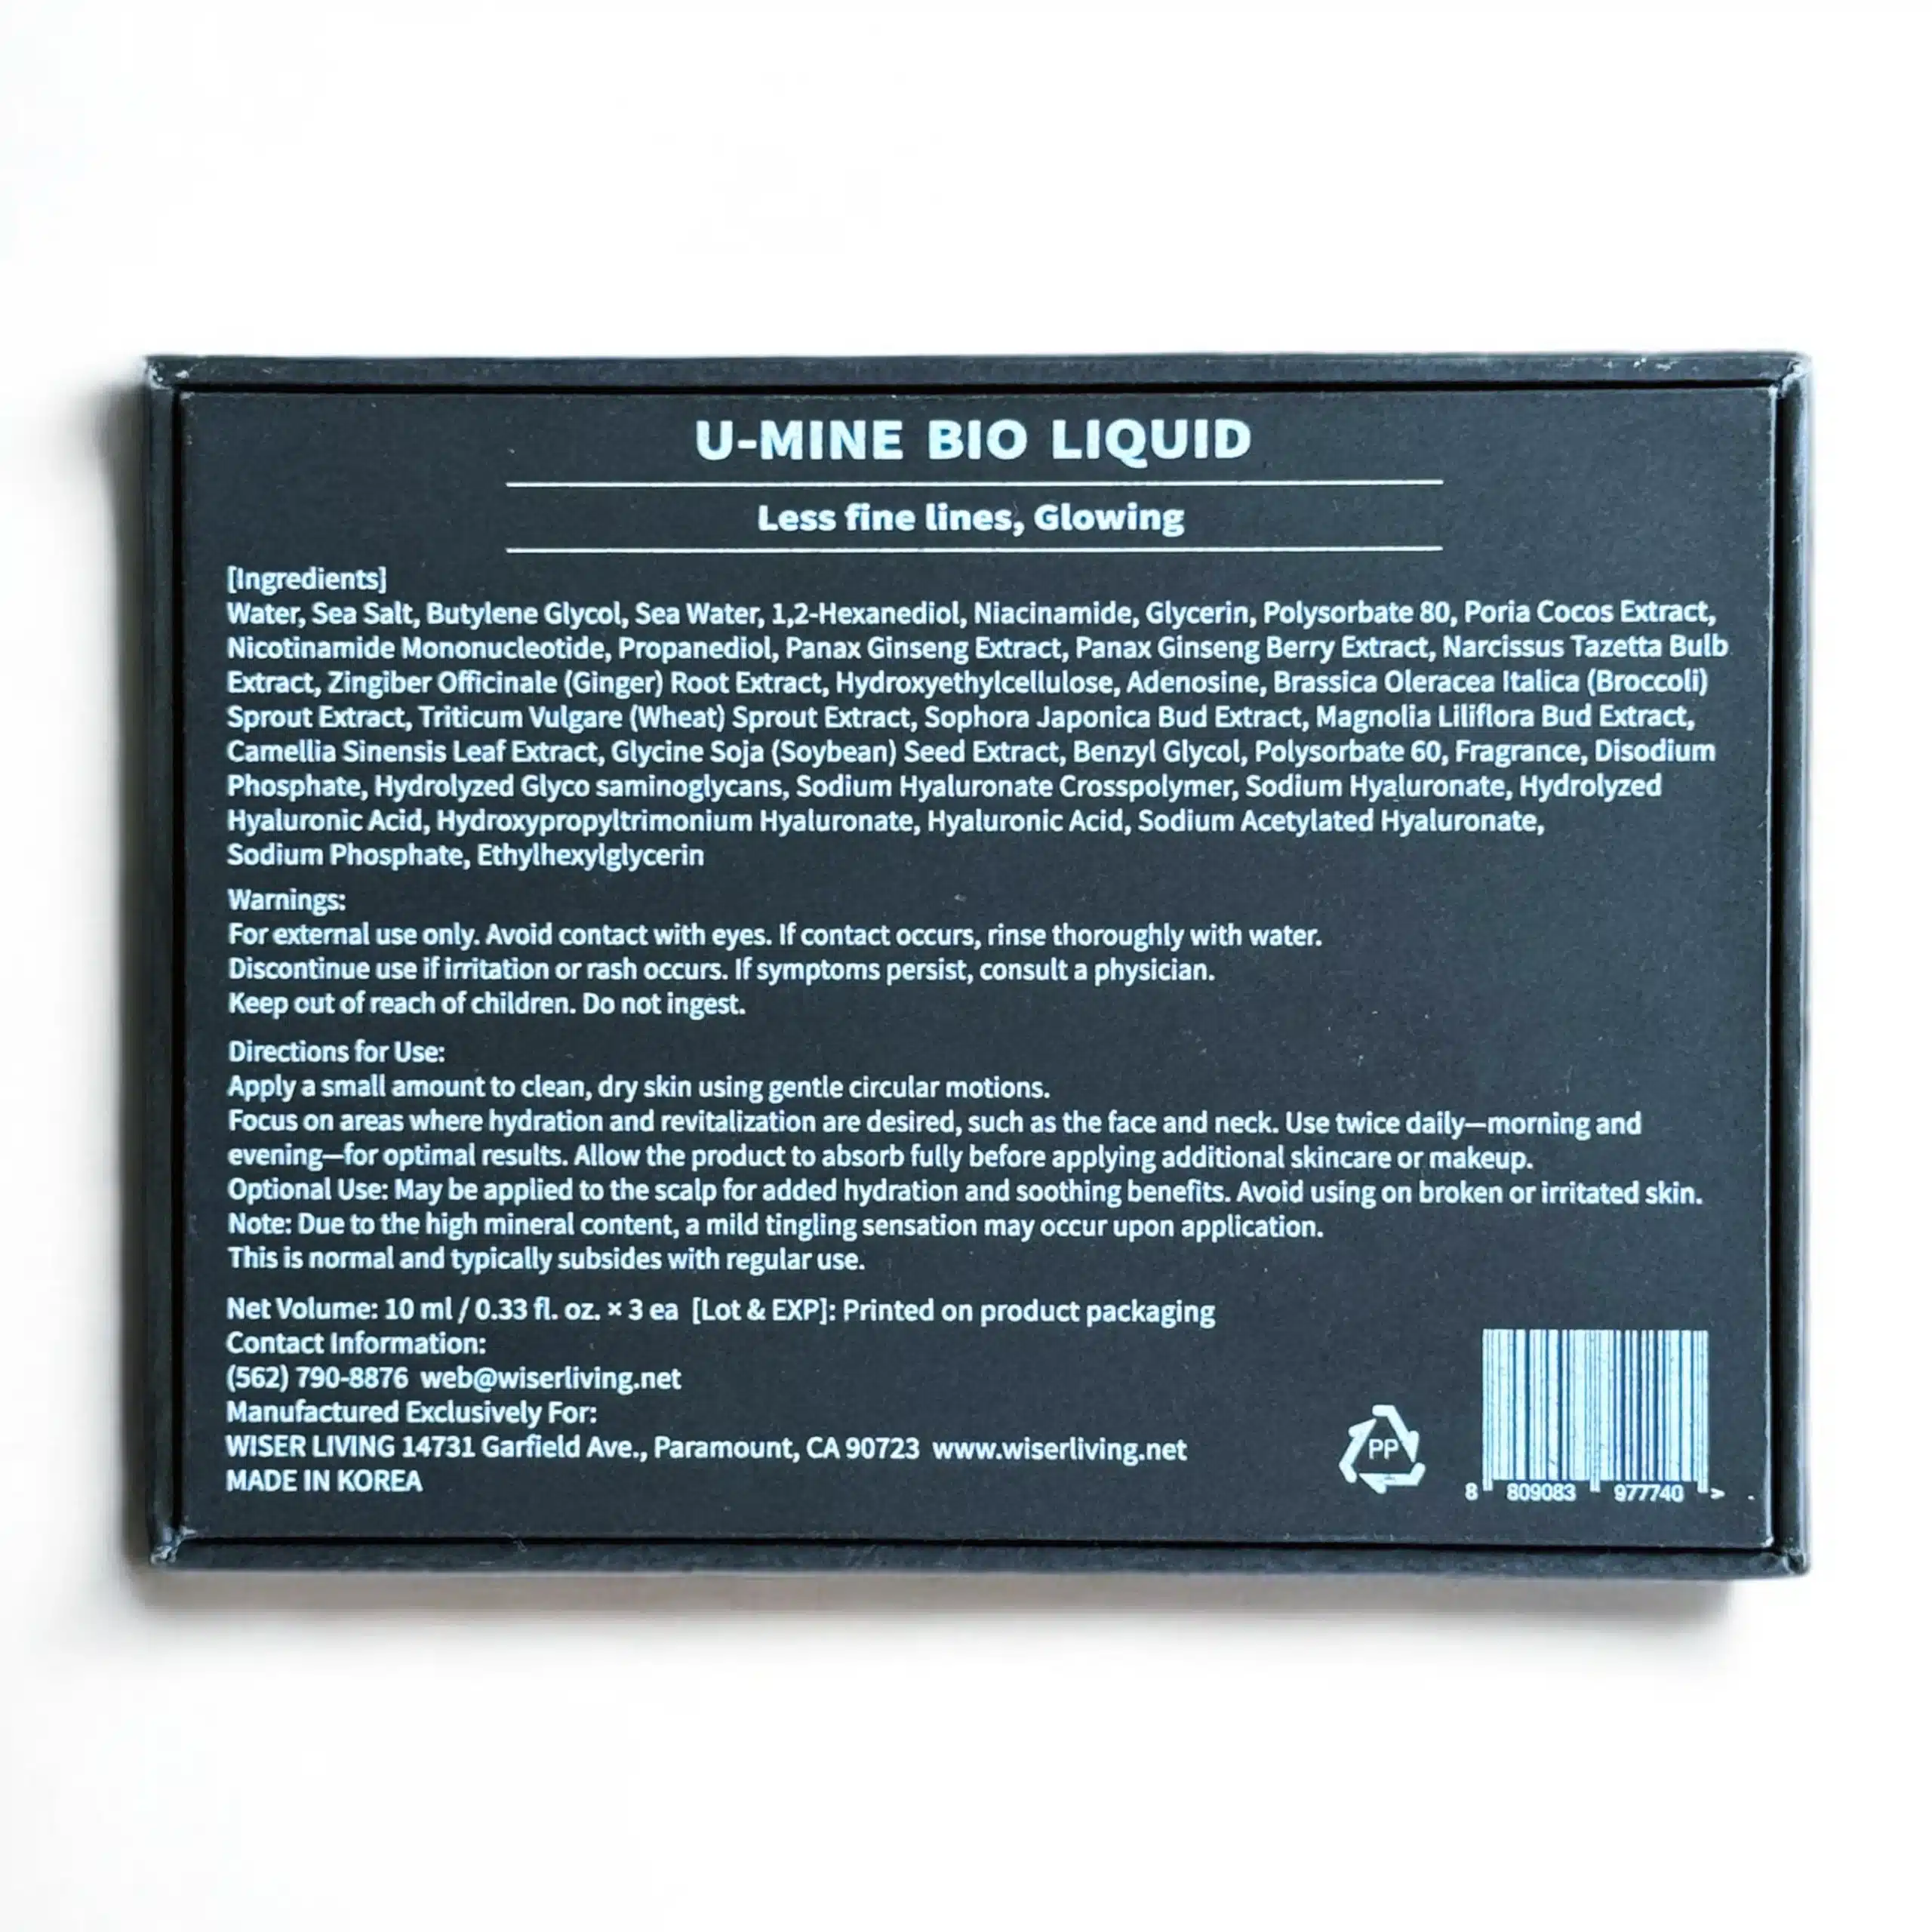 U-MINE BIO LIQUID
Less fine lines, Glowing
[Ingredients]
Water, Sea Salt, Butylene Glycol, Sea Water, 1,2-Hexanediol, Niacinamide, Glycerin, Polysorbate 80, Poria Cocos Extract,
Nicotinamide Mononucleotide, Propanediol, Panax Ginseng Extract, Panax Ginseng Berry Extract, Narcissus Tazetta Bulb
Extract, Zingiber Officinale (Ginger) Root Extract, Hydroxyethylcellulose, Adenosine, Brassica Oleracea Italica (Broccoli)
Sprout Extract, Triticum Vulgare (Wheat) Sprout Extract, Sophora Japonica Bud Extract, Magnolia Liliflora Bud Extract,
Camellia Sinensis Leaf Extract, Glycine Soja (Soybean) Seed Extract, Benzyl Glycol, Polysorbate 60, Fragrance, Disodium
Phosphate, Hydrolyzed Glyco saminoglycans, Sodium Hyaluronate Crosspolymer, Sodium Hyaluronate, Hydrolyzed
Hyaluronic Acid, Hydroxypropyltrimonium Hyaluronate, Hyaluronic Acid, Sodium Acetylated Hyaluronate,
Sodium Phosphate, Ethylhexylglycerin
Warnings:
For external use only. Avoid contact with eyes. If contact occurs, rinse thoroughly with water.
Discontinue use if irritation or rash occurs. If symptoms persist, consult a physician.
Keep out of reach of children. Do not ingest.
Directions for Use:
Apply a small amount to clean, dry skin using gentle circular motions.
Focus on areas where hydration and revitalization are desired, such as the face and neck. Use twice daily—morning and
evening—for optimal results. Allow the product to absorb fully before applying additional skincare or makeup.
Optional Use: May be applied to the scalp for added hydration and soothing benefits. Avoid using on broken or irritated skin.
Note: Due to the high mineral content, a mild tingling sensation may occur upon application.
This is normal and typically subsides with regular use.
Net Volume: 10 ml / 0.33 fl. oz. × 3 ea [Lot & EXP]: Printed on product packaging
Contact Information:
(562) 790-8876 web@wiserliving.net
Manufactured Exclusively For:
WISER LIVING 14731 Garfield Ave., Paramount, CA 90723 www.wiserliving.net
MADE IN KOREA
PP
8 809083 977740 >